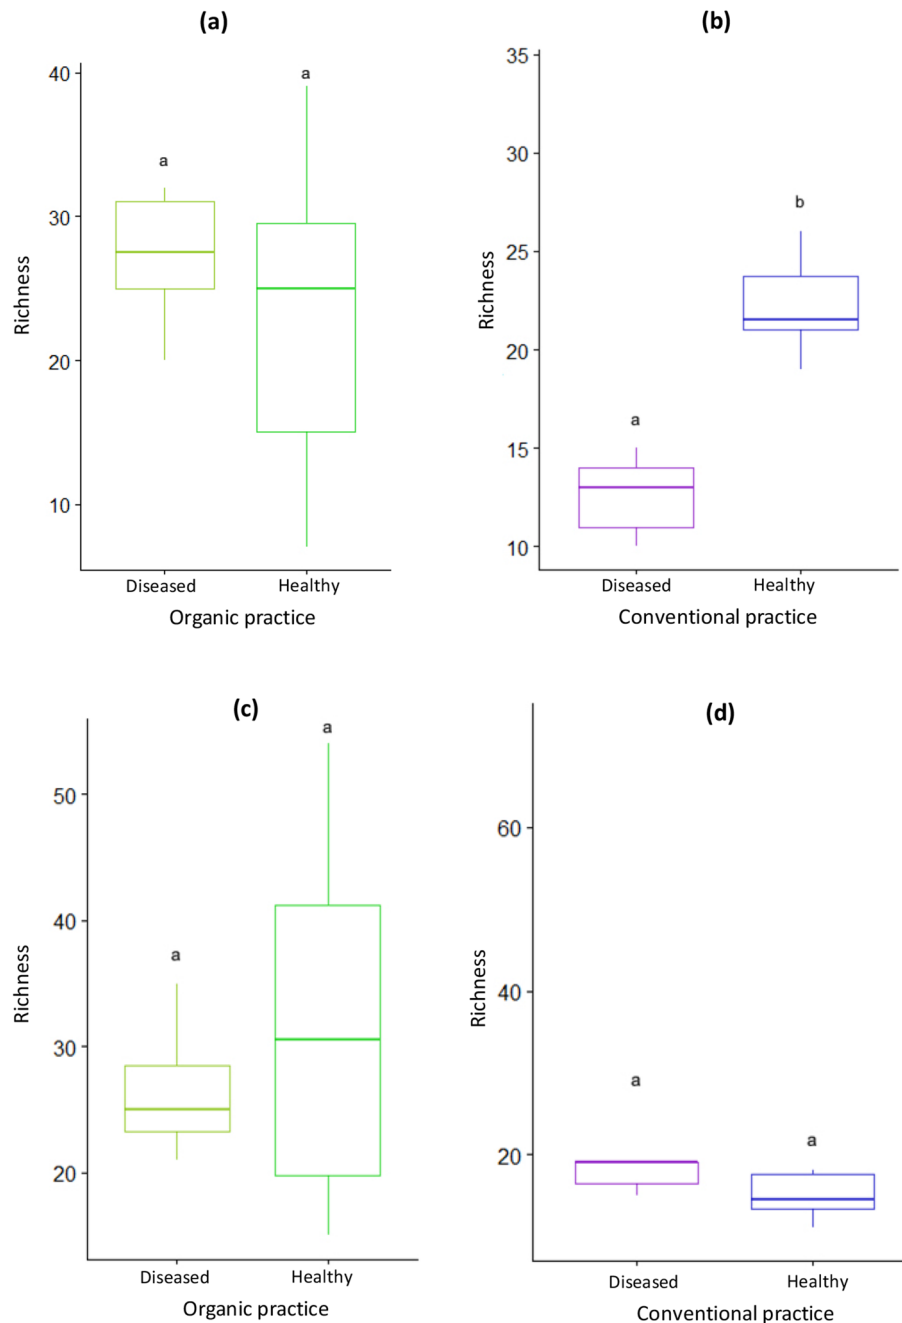 (a)
40
30
20
10
Richness
a
a
Diseased
Healthy
Organic practice
(b)
35
30
25
20
15
10
Richness
a
b
Diseased
Healthy
Conventional practice
(c)
50
40
30
20
Richness
a
a
Diseased
Healthy
Organic practice
(d)
60
40
20
Richness
a
a
Diseased
Healthy
Conventional practice